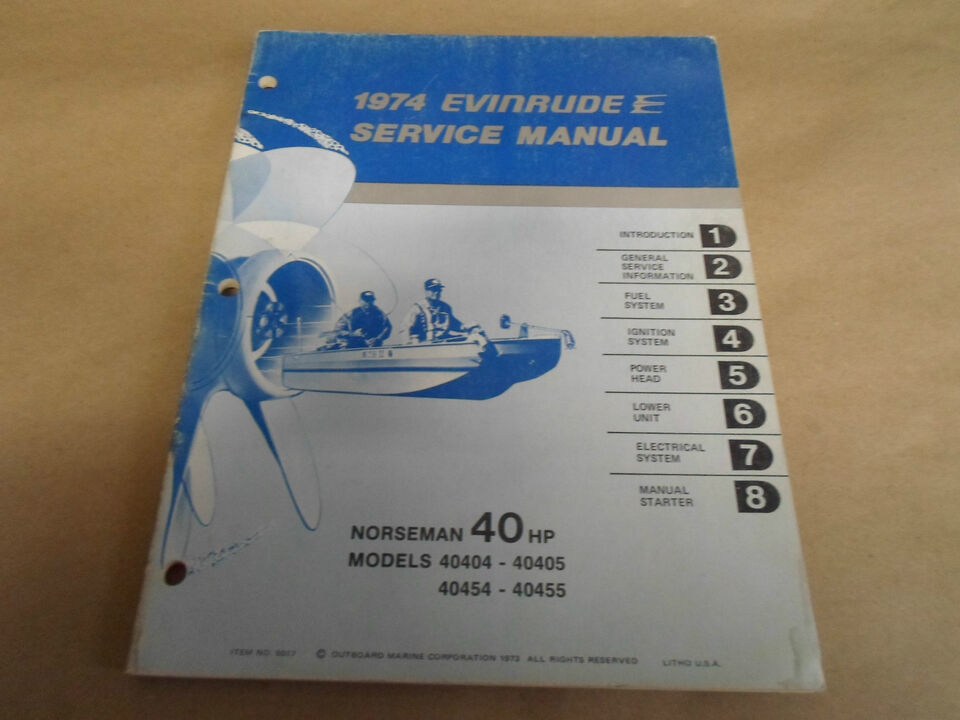 1974 EVINRUDE E
SERVICE MANUAL
INTRODUCTION 1
GENERAL
SERVICE
INFORMATION 2
FUEL
SYSTEM 3
IGNITION
SYSTEM 4
POWER
HEAD 5
LOWER
UNIT 6
ELECTRICAL
SYSTEM 7
MANUAL
STARTER 8
NORSEMAN 40 HP
MODELS 40404 - 40405
40454 - 40455
ITEM NO. © OUTBOARD MARINE CORPORATION 1973 ALL RIGHTS RESERVED LITHO U.S.A.